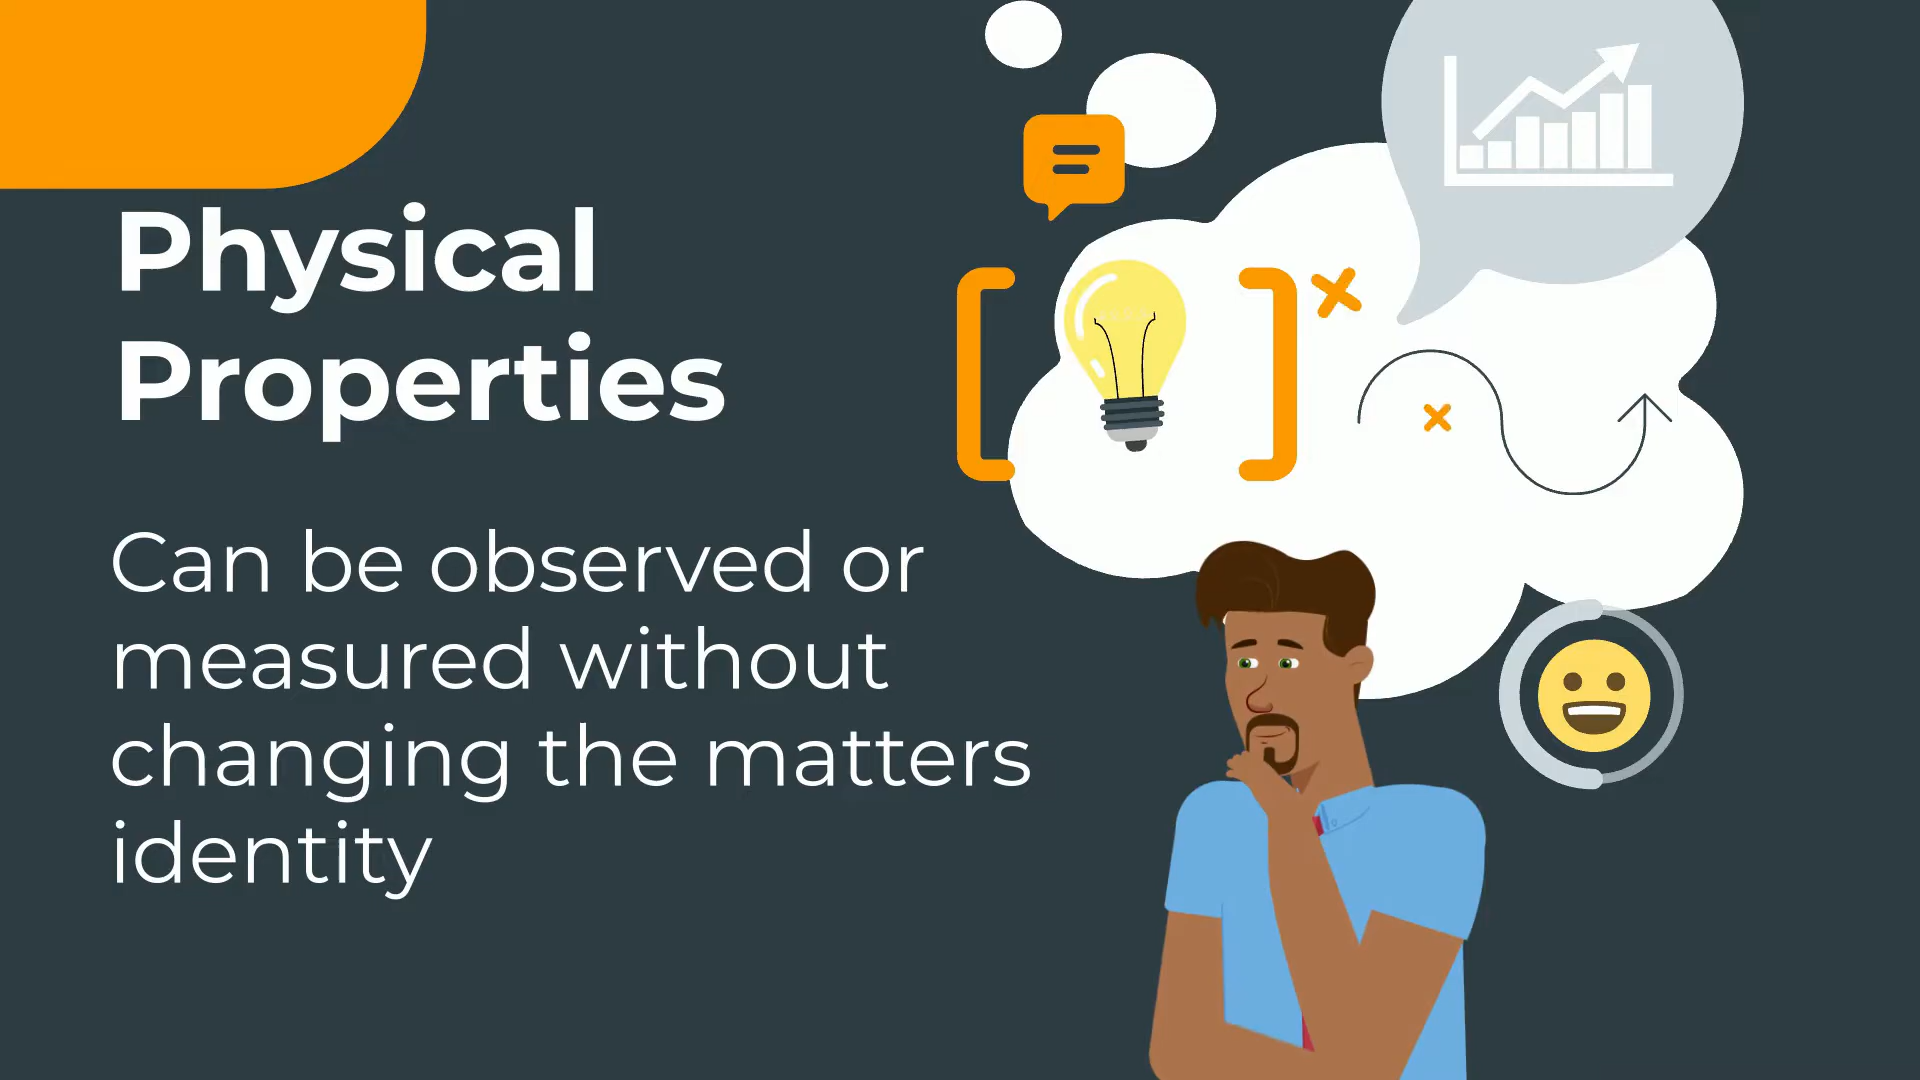 Physical
Properties
Can be observed or
measured without
changing the matters
identity